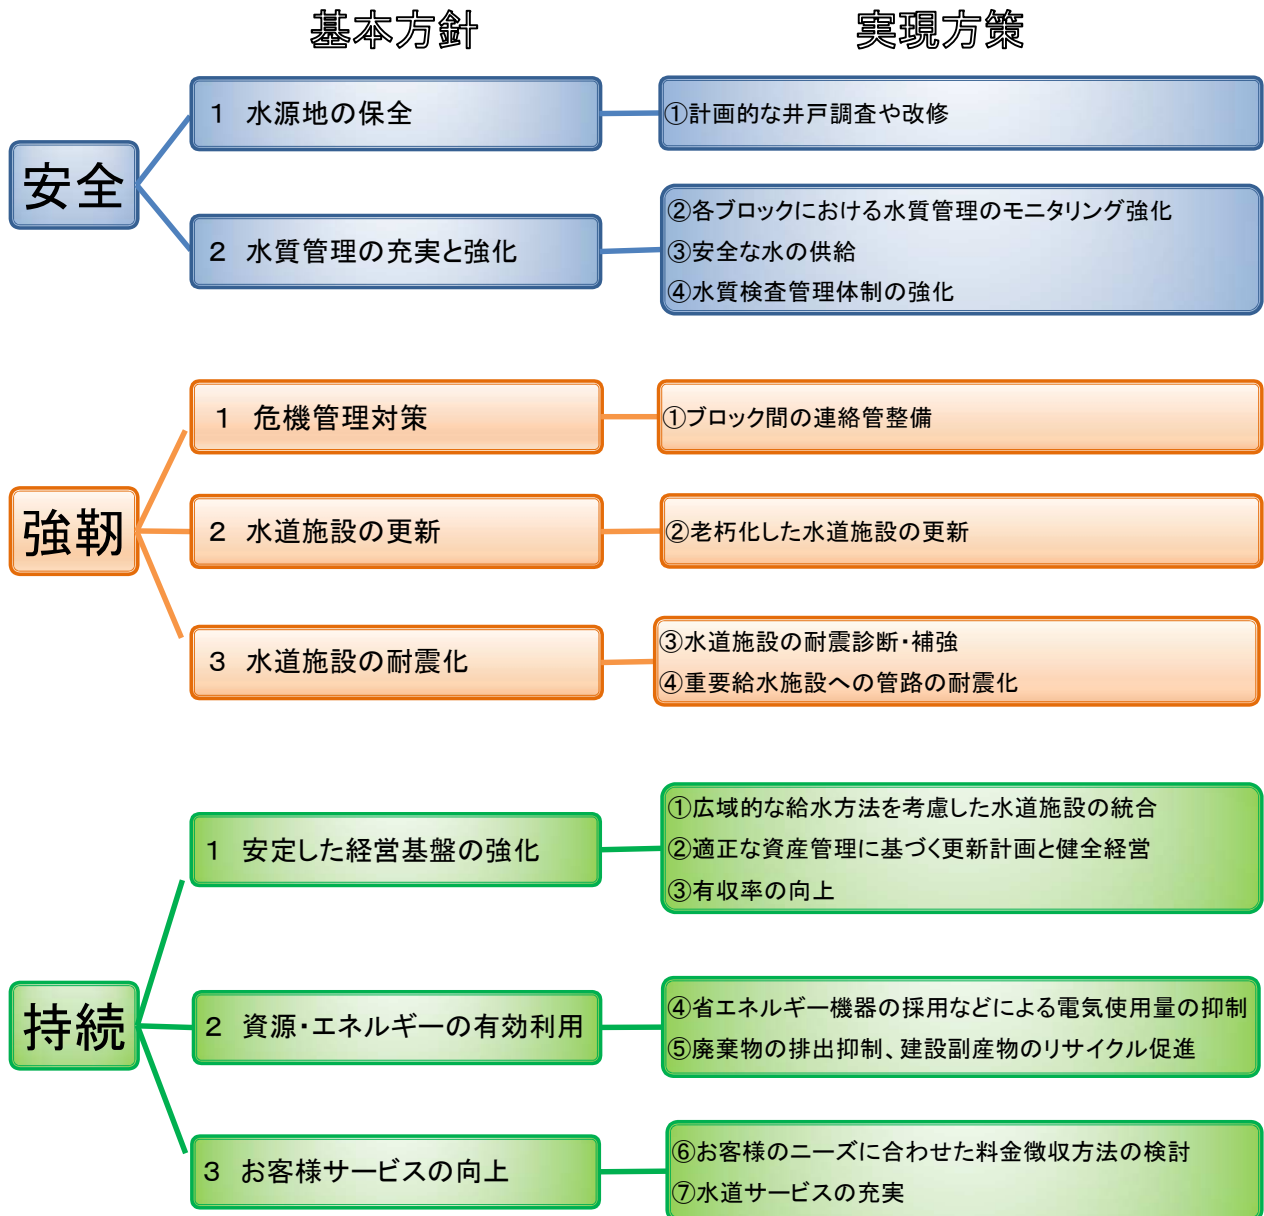 基本方針
実現方策
安全
1 水源地の保全
①計画的な井戸調査や改修
2 水質管理の充実と強化
②各ブロックにおける水質管理のモニタリング強化
③安全な水の供給
④水質検査管理体制の強化
強靭
1 危機管理対策
①ブロック間の連絡管整備
2 水道施設の更新
②老朽化した水道施設の更新
3 水道施設の耐震化
③水道施設の耐震診断・補強
④重要給水施設への管路の耐震化
持続
1 安定した経営基盤の強化
①広域的な給水方法を考慮した水道施設の統合
②適正な資産管理に基づく更新計画と健全経営
③有収率の向上
2 資源・エネルギーの有効利用
④省エネルギー機器の採用などによる電気使用量の抑制
⑤廃棄物の排出抑制、建設副産物のリサイクル促進
3 お客様サービスの向上
⑥お客様のニーズに合わせた料金徴収方法の検討
⑦水道サービスの充実